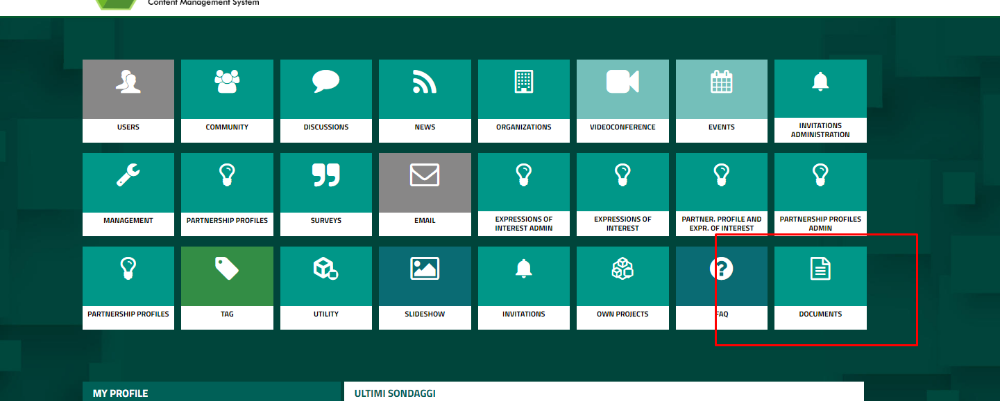 Content Management System
USERS
COMMUNITY
DISCUSSIONS
NEWS
ORGANIZATIONS
VIDEOCONFERENCE
EVENTS
INVITATIONS
ADMINISTRATION
MANAGEMENT
PARTNERSHIP PROFILES
SURVEYS
EMAIL
EXPRESSIONS OF
INTEREST ADMIN
EXPRESSIONS OF
INTEREST
PARTNER. PROFILE AND
EXPR. OF INTEREST
PARTNERSHIP PROFILES
ADMIN
PARTNERSHIP PROFILES
TAG
UTILITY
SLIDESHOW
INVITATIONS
OWN PROJECTS
FAQ
DOCUMENTS
MY PROFILE
ULTIMI SONDAGGI